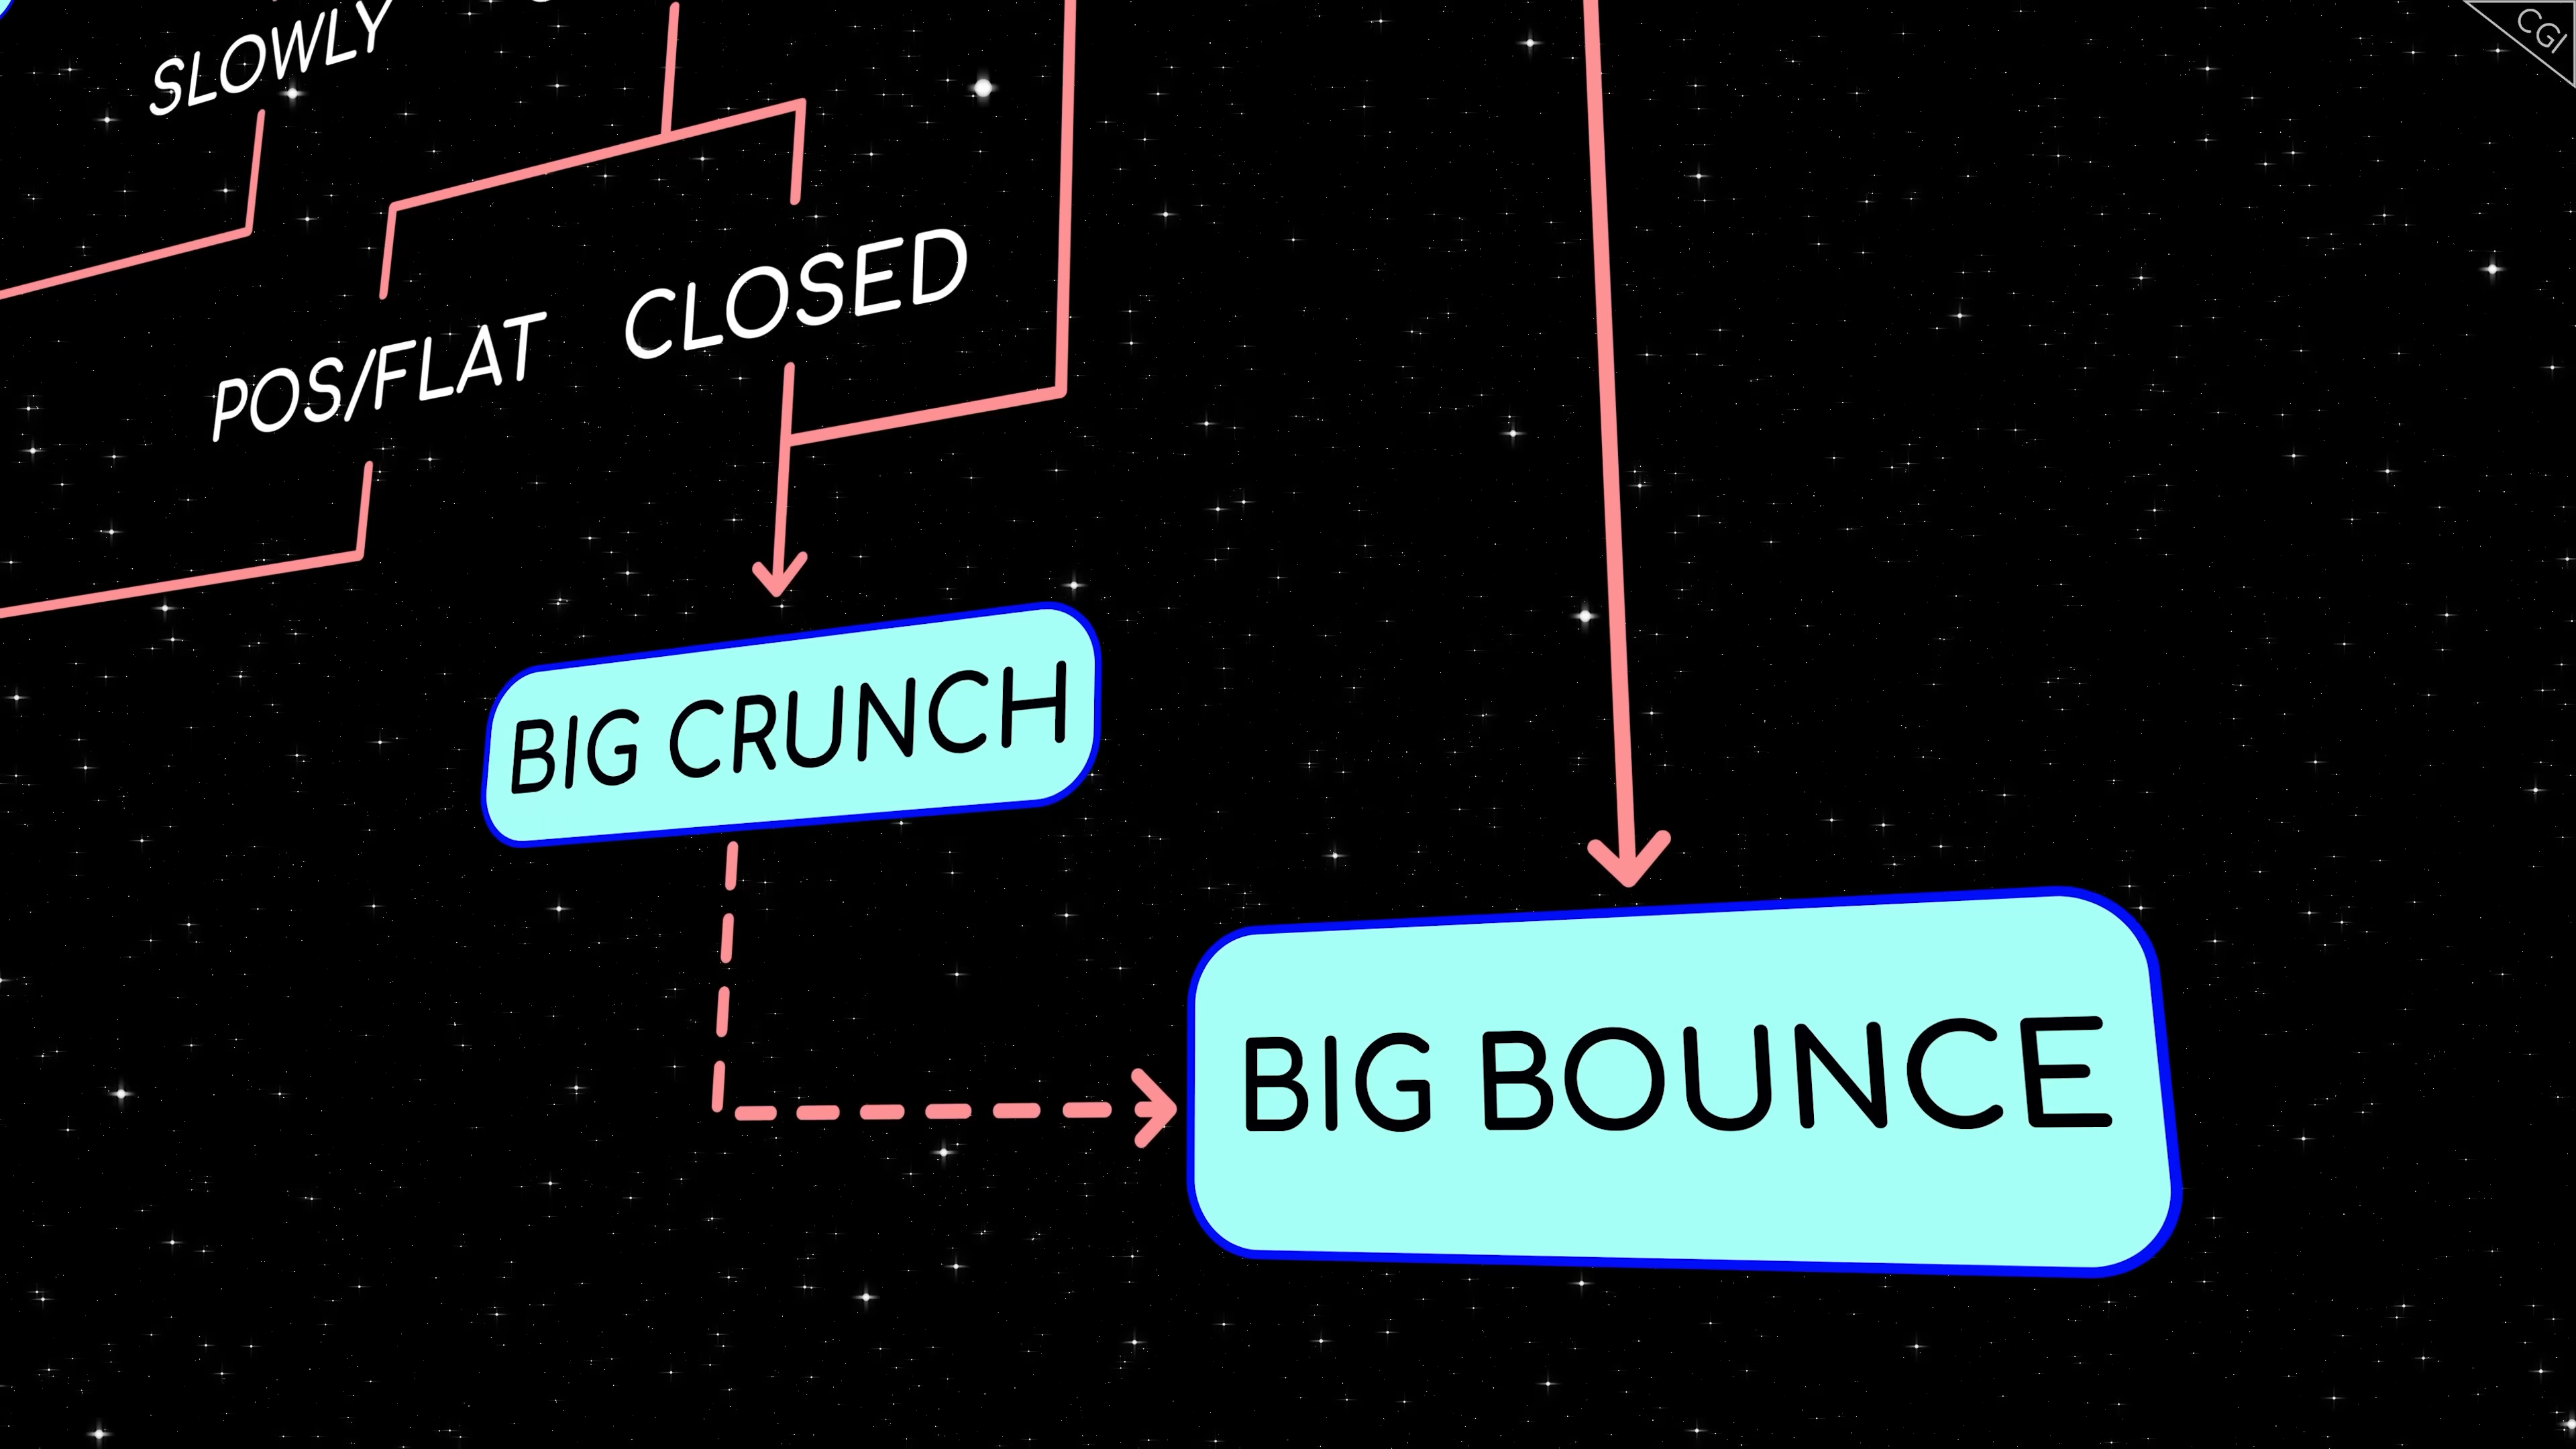 SLOWLY
CGI
CLOSED
POS/FLAT
BIG CRUNCH
BIG BOUNCE